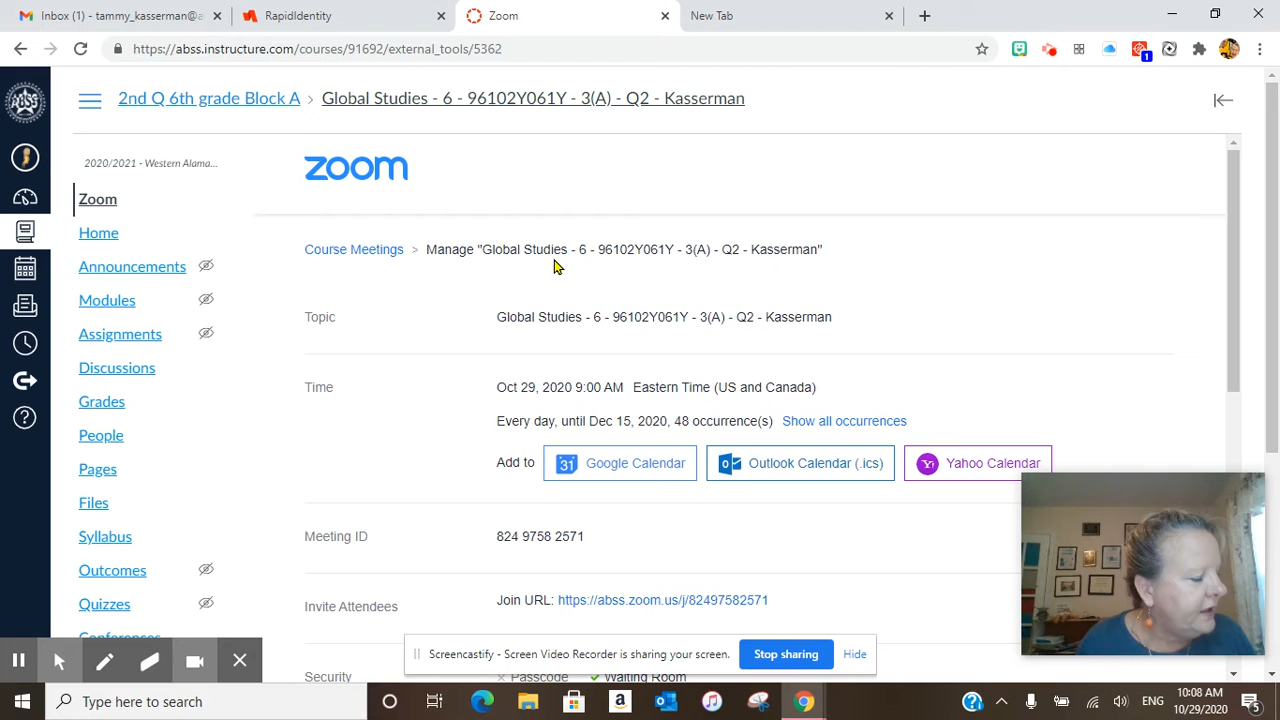 Inbox (1) - tammy_kasserman@a
RapidIdentity
Zoom
New Tab
https://abss.instructure.com/courses/91692/external_tools/5362
1
ABSS
2nd Q 6th grade Block A > Global Studies - 6 - 96102Y061Y - 3(A) - Q2 - Kasserman
2020/2021 - Western Alama...
Zoom
Home
Announcements
Modules
Assignments
Discussions
Grades
People
Pages
Files
Syllabus
Outcomes
Quizzes
Conferences
zoom
Course Meetings > Manage "Global Studies - 6 - 96102Y061Y - 3(A) - Q2 - Kasserman"
Topic
Global Studies - 6 - 96102Y061Y - 3(A) - Q2 - Kasserman
Time
Oct 29, 2020 9:00 AM Eastern Time (US and Canada)
Every day, until Dec 15, 2020, 48 occurrence(s) Show all occurrences
Add to
31 Google Calendar
Outlook Calendar (.ics)
Yahoo Calendar
Meeting ID
824 9758 2571
Invite Attendees
Join URL: https://abss.zoom.us/j/82497582571
Security
Passcode
Waiting Room
Screencastify - Screen Video Recorder is sharing your screen.
Stop sharing
Hide
Type here to search
ENG
10:08 AM
10/29/2020
5